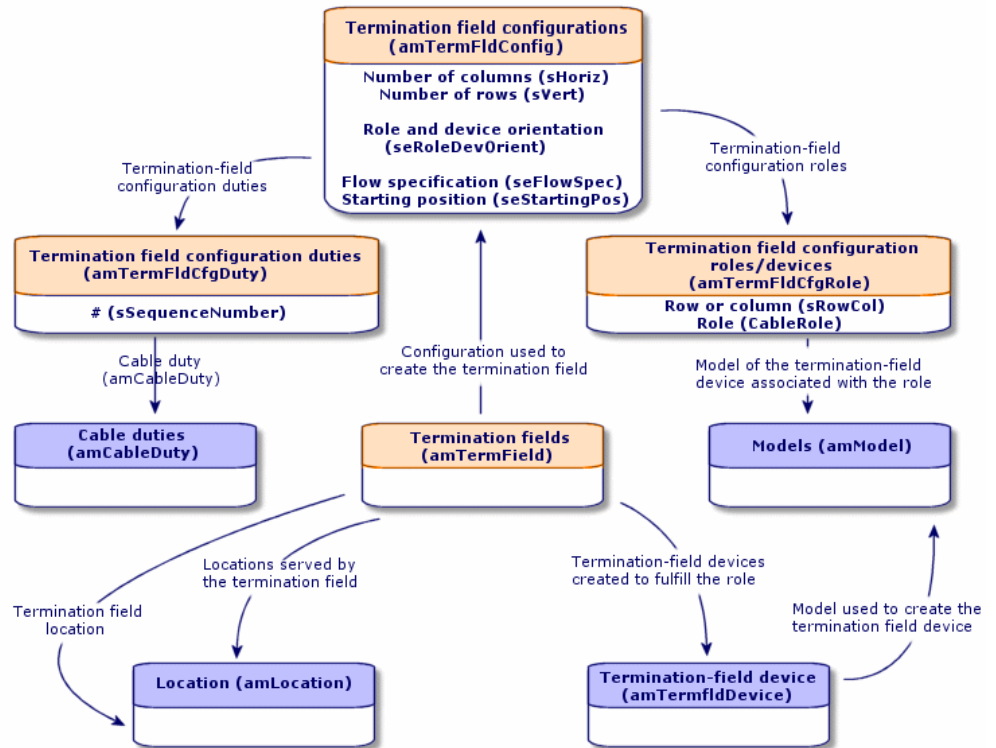 Termination field configurations
(amTermFldConfig)
Number of columns (sHoriz)
Number of rows (sVert)
Role and device orientation
(seRoleDevOrient)
Flow specification (seFlowSpec)
Starting position (seStartingPos)
Termination-field
configuration duties
Termination-field
configuration roles
Termination field configuration duties
(amTermFldCfgDuty)
# (sSequenceNumber)
Termination field configuration
roles/devices
(amTermFldCfgRole)
Row or column (sRowCol)
Role (CableRole)
Cable duty
(amCableDuty)
Configuration used to
create the termination field
Model of the termination-field
device associated with the role
Cable duties
(amCableDuty)
Termination fields
(amTermField)
Models (amModel)
Locations served by
the termination field
Termination-field devices
created to fulfill the role
Termination field
location
Model used to create the
termination field device
Location (amLocation)
Termination-field device
(amTermfldDevice)